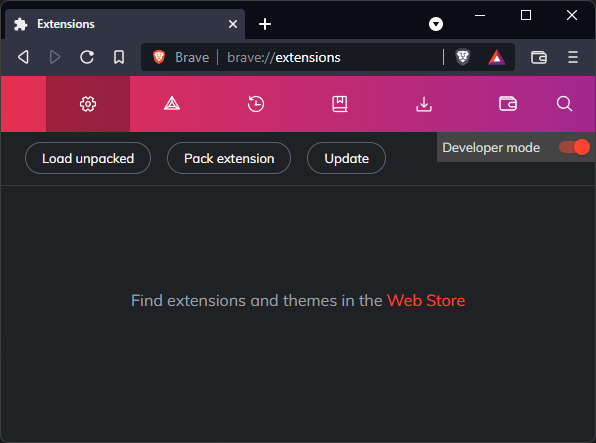 Extensions
Brave brave://extensions
Load unpacked Pack extension Update Developer mode
Find extensions and themes in the Web Store